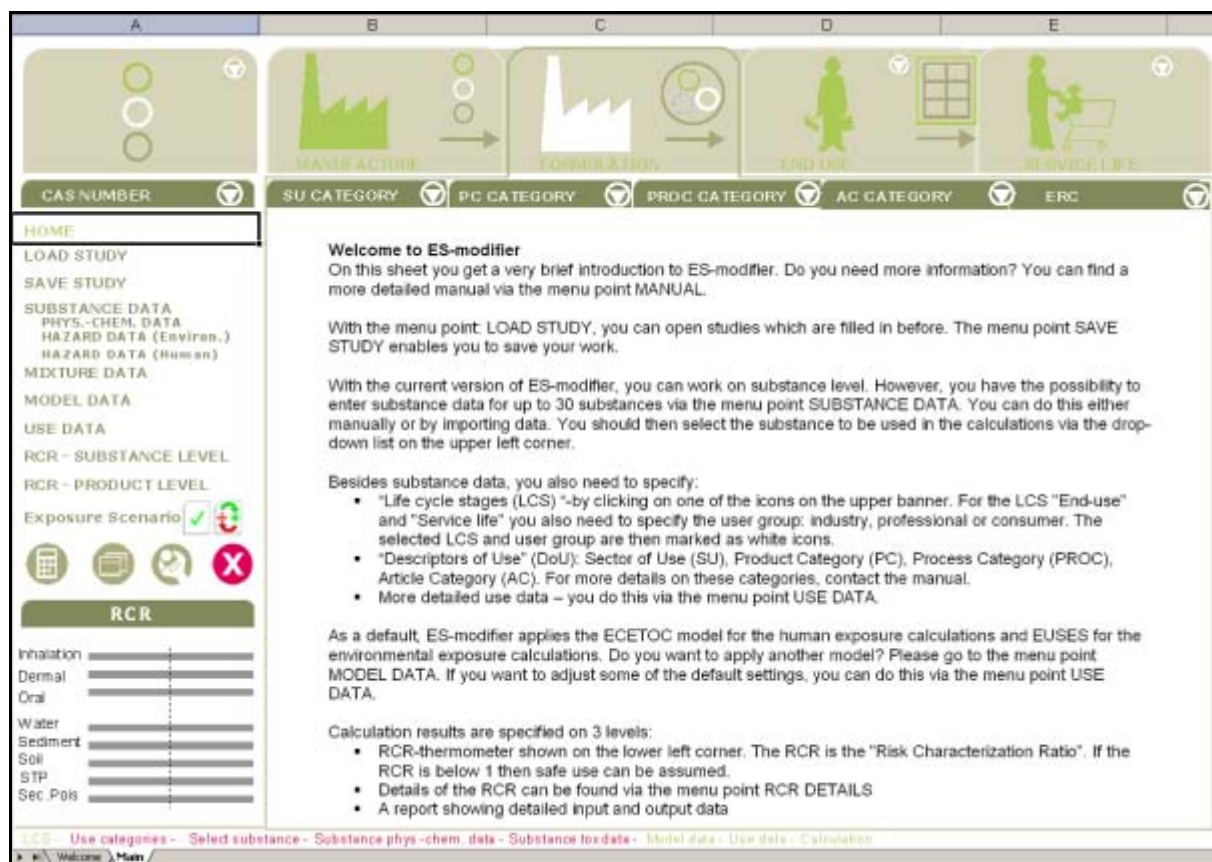 A B C D E
MANUFACTURE FORMULATION END USE SERVICE LIFE
CAS NUMBER SU CATEGORY PC CATEGORY PROC CATEGORY AC CATEGORY ERC
HOME
LOAD STUDY
SAVE STUDY
SUBSTANCE DATA
PHYS.-CHEM. DATA
HAZARD DATA (Environ.)
HAZARD DATA (Human)
MIXTURE DATA
MODEL DATA
USE DATA
RCR - SUBSTANCE LEVEL
RCR - PRODUCT LEVEL
Exposure Scenario
X
RCR
Inhalation
Dermal
Oral
Water
Sediment
Soil
STP
Sec.Pois
Welcome to ES-modifier
On this sheet you get a very brief introduction to ES-modifier. Do you need more information? You can find a
more detailed manual via the menu point MANUAL.
With the menu point: LOAD STUDY, you can open studies which are filled in before. The menu point SAVE
STUDY enables you to save your work.
With the current version of ES-modifier, you can work on substance level. However, you have the possibility to
enter substance data for up to 30 substances via the menu point SUBSTANCE DATA. You can do this either
manually or by importing data. You should then select the substance to be used in the calculations via the drop-
down list on the upper left corner.
Besides substance data, you also need to specify:
• "Life cycle stages (LCS) "-by clicking on one of the icons on the upper banner. For the LCS "End-use"
and "Service life" you also need to specify the user group: industry, professional or consumer. The
selected LCS and user group are then marked as white icons.
• "Descriptors of Use" (DoU): Sector of Use (SU), Product Category (PC), Process Category (PROC),
Article Category (AC). For more details on these categories, contact the manual.
• More detailed use data – you do this via the menu point USE DATA.
As a default, ES-modifier applies the ECETOC model for the human exposure calculations and EUSES for the
environmental exposure calculations. Do you want to apply another model? Please go to the menu point
MODEL DATA. If you want to adjust some of the default settings, you can do this via the menu point USE
DATA.
Calculation results are specified on 3 levels:
• RCR-thermometer shown on the lower left corner. The RCR is the "Risk Characterization Ratio". If the
RCR is below 1 then safe use can be assumed.
• Details of the RCR can be found via the menu point RCR DETAILS
• A report showing detailed input and output data
LCS - Use categories - Select substance - Substance phys-chem. data - Substance tox data - Model data - Use data - Calculation
Welcome Main